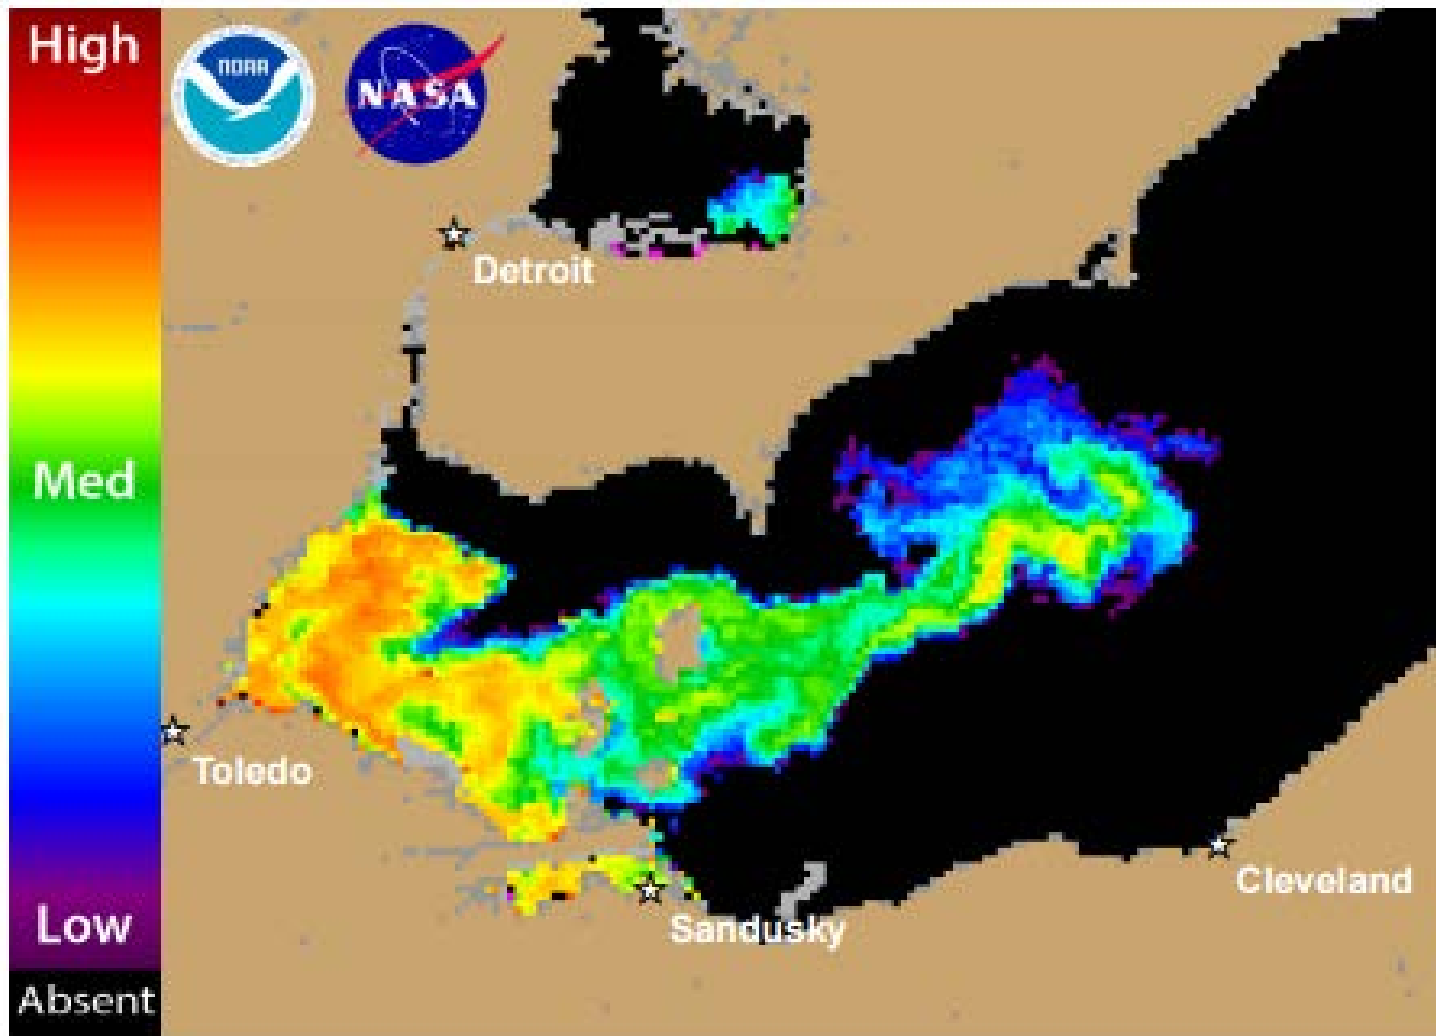 High
NOAA
NASA
Detroit
Med
Toledo
Cleveland
Low
Sandusky
Absent